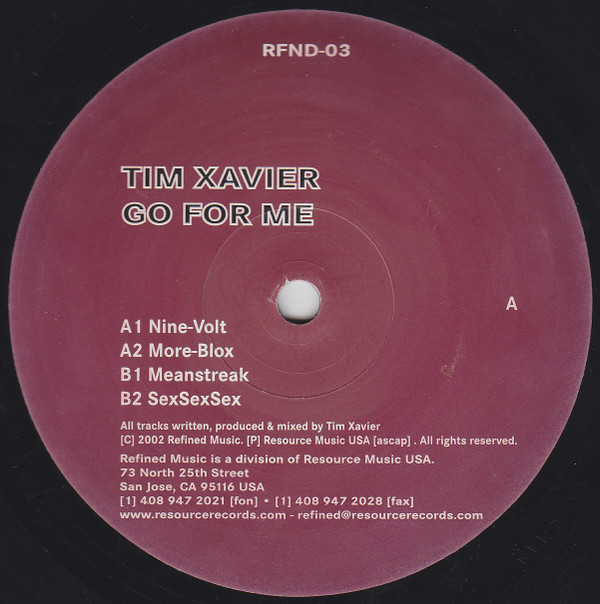 RFND-03
TIM XAVIER
GO FOR ME
A
A1 Nine-Volt
A2 More-Blox
B1 Meanstreak
B2 SexSexSex
All tracks written, produced & mixed by Tim Xavier
[C] 2002 Refined Music. [P] Resource Music USA [ascap] . All rights reserved.
Refined Music is a division of Resource Music USA.
73 North 25th Street
San Jose, CA 95116 USA
[1] 408 947 2021 [fon] • [1] 408 947 2028 [fax]
www.resourcerecords.com - refined@resourcerecords.com